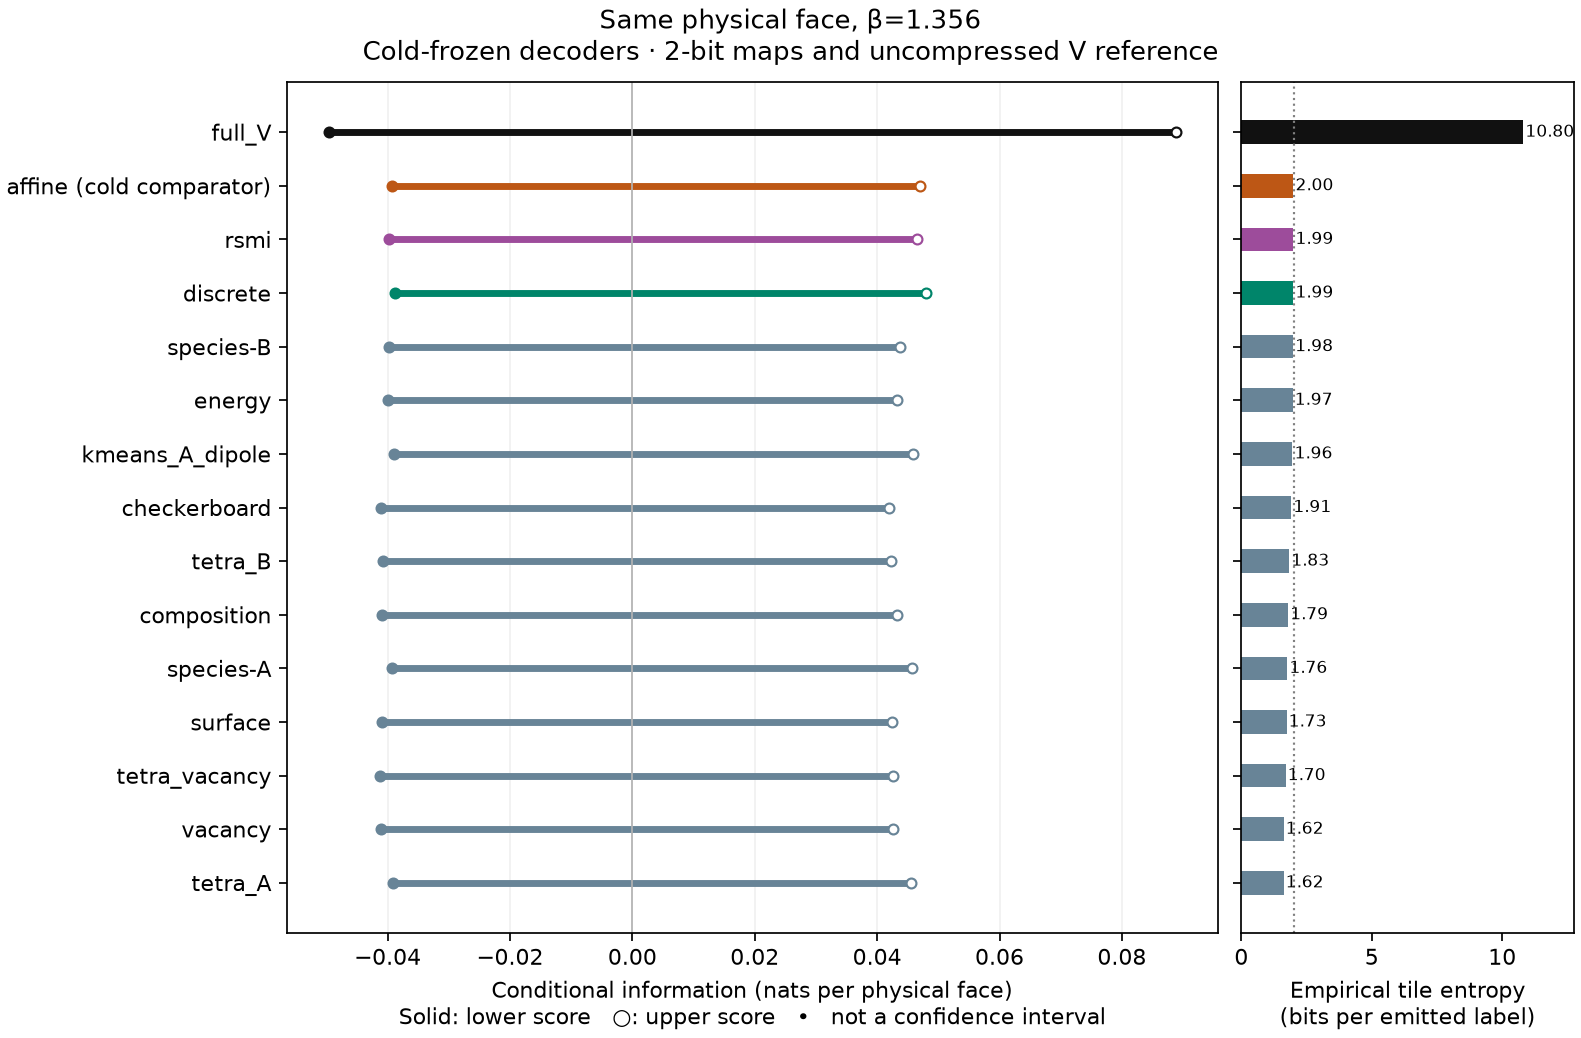 Same physical face, β=1.356
Cold-frozen decoders · 2-bit maps and uncompressed V reference
full_V
affine (cold comparator)
rsmi
discrete
species-B
energy
kmeans_A_dipole
checkerboard
tetra_B
composition
species-A
surface
tetra_vacancy
vacancy
tetra_A
−0.04 −0.02 0.00 0.02 0.04 0.06 0.08
Conditional information (nats per physical face)
Solid: lower score ○: upper score • not a confidence interval
10.80
2.00
1.99
1.99
1.98
1.97
1.96
1.91
1.83
1.79
1.76
1.73
1.70
1.62
1.62
0 5 10
Empirical tile entropy
(bits per emitted label)